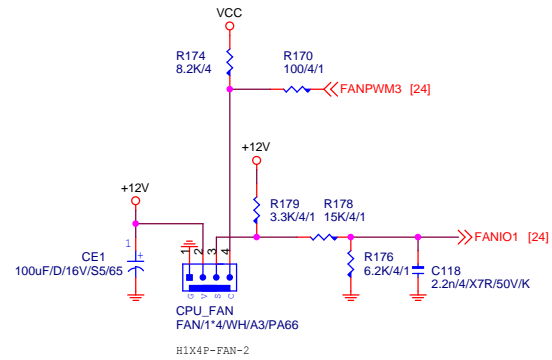 VCC
R174
8.2K/4
R170
100/4/1
FANPWM3 [24]
+12V
+12V
R179
3.3K/4/1
R178
15K/4/1
FANIO1 [24]
1
+
CE1
100uF/D/16V/S5/65
1 2 3 4
G V S C
R176
6.2K/4/1
C118
2.2n/4/X7R/50V/K
CPU_FAN
FAN/1*4/WH/A3/PA66
H1X4P-FAN-2